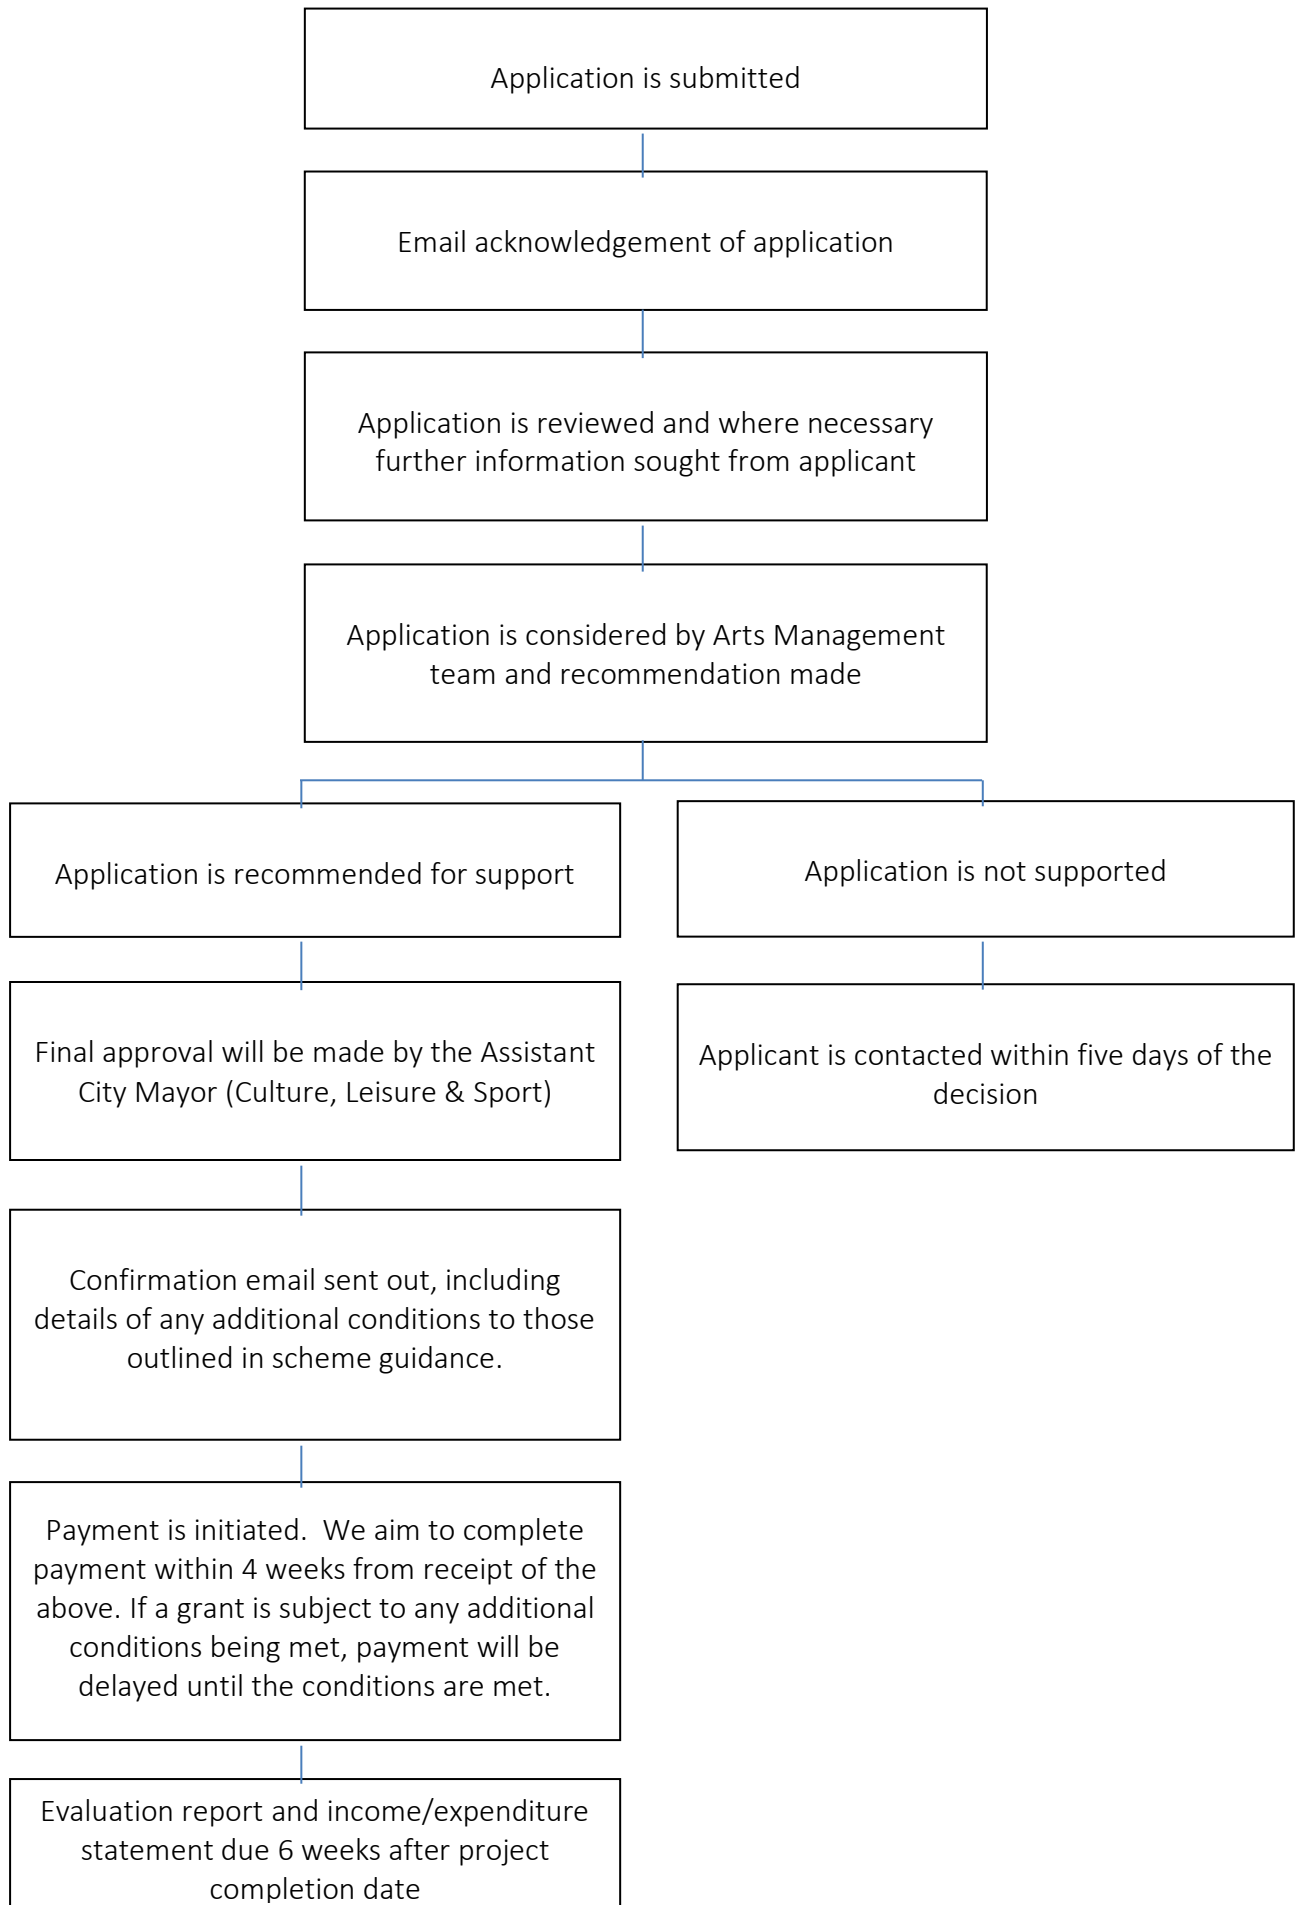 Application is submitted
Email acknowledgement of application
Application is reviewed and where necessary
further information sought from applicant
Application is considered by Arts Management
team and recommendation made
Application is recommended for support
Application is not supported
Final approval will be made by the Assistant
City Mayor (Culture, Leisure & Sport)
Applicant is contacted within five days of the
decision
Confirmation email sent out, including
details of any additional conditions to those
outlined in scheme guidance.
Payment is initiated.  We aim to complete
payment within 4 weeks from receipt of the
above. If a grant is subject to any additional
conditions being met, payment will be
delayed until the conditions are met.
Evaluation report and income/expenditure
statement due 6 weeks after project
completion date